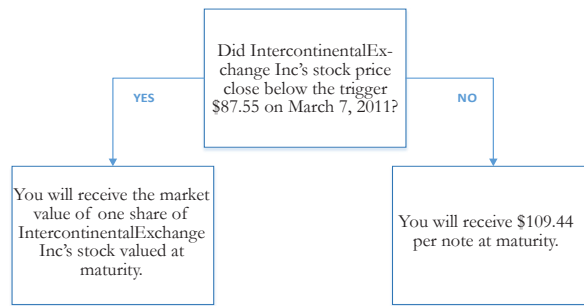 Did IntercontinentalEx-
change Inc's stock price
close below the trigger
$87.55 on March 7, 2011?
YES
NO
You will receive the market
value of one share of
IntercontinentalExchange
Inc's stock valued at
maturity.
You will receive $109.44
per note at maturity.